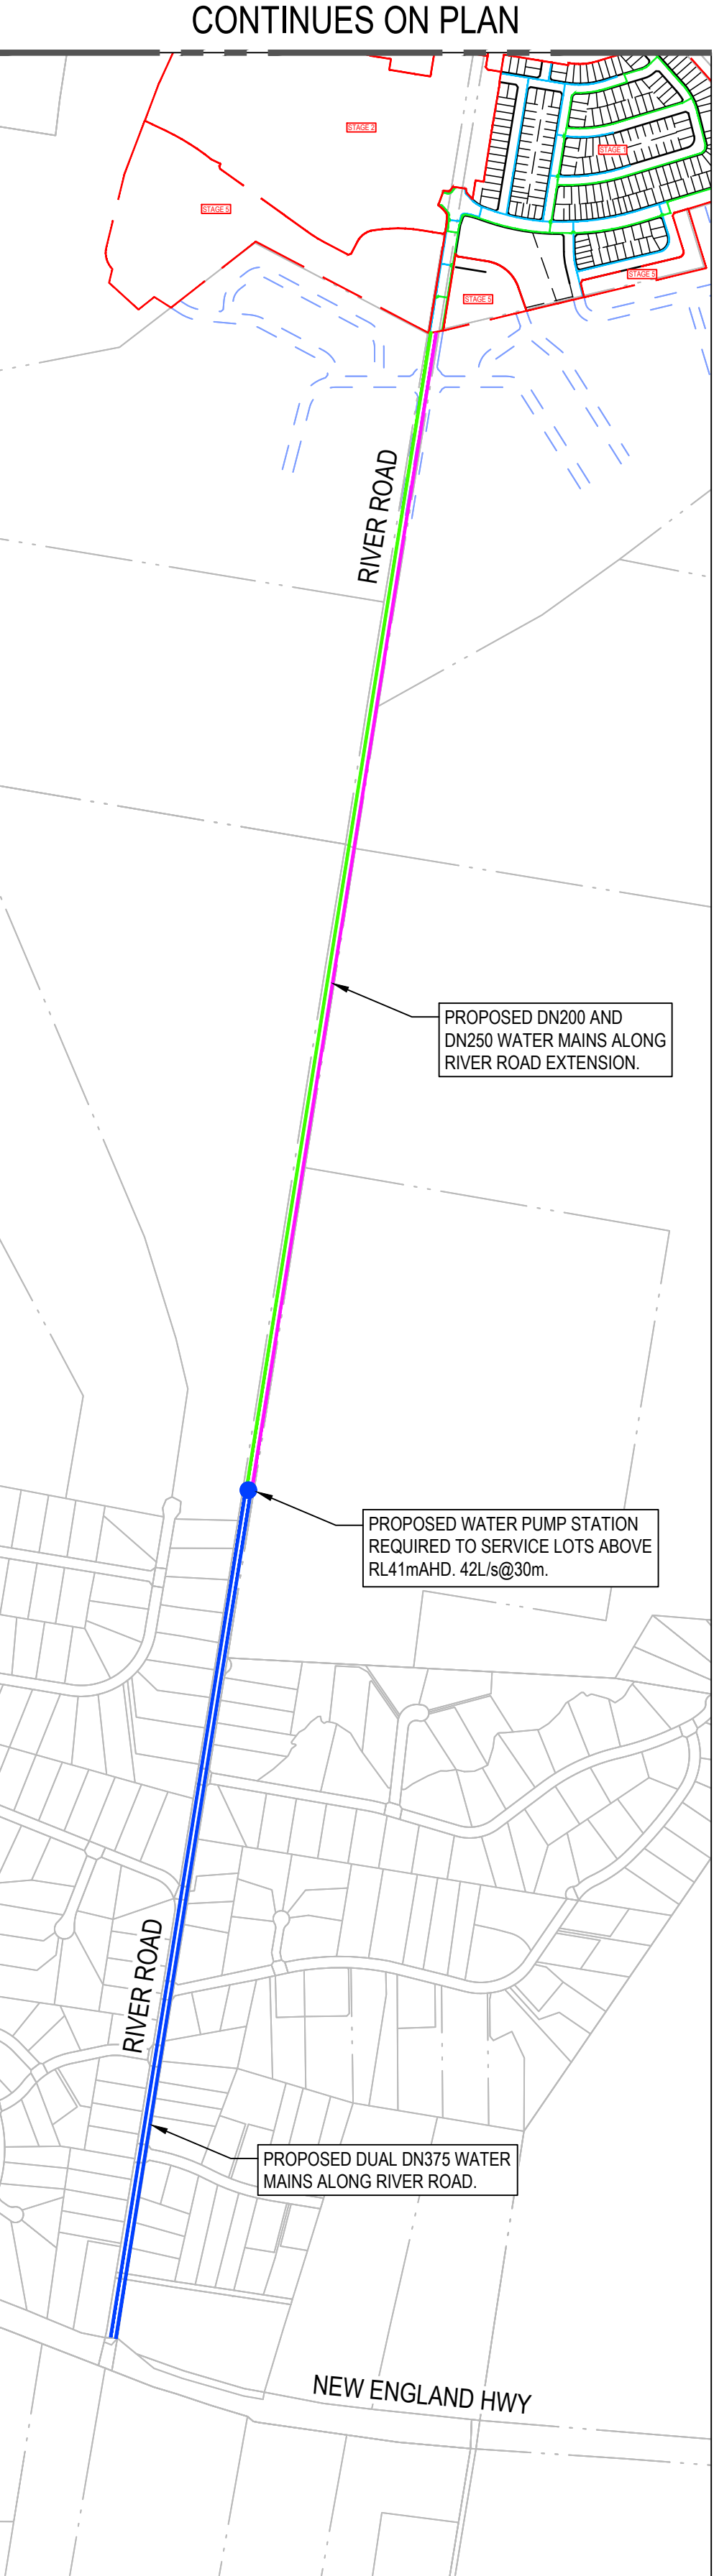 CONTINUES ON PLAN
STAGE 2
STAGE 1
STAGE 5
STAGE 5
STAGE 5
RIVER ROAD
PROPOSED DN200 AND
DN250 WATER MAINS ALONG
RIVER ROAD EXTENSION.
PROPOSED WATER PUMP STATION
REQUIRED TO SERVICE LOTS ABOVE
RL41mAHD. 42L/s@30m.
RIVER ROAD
PROPOSED DUAL DN375 WATER
MAINS ALONG RIVER ROAD.
NEW ENGLAND HWY